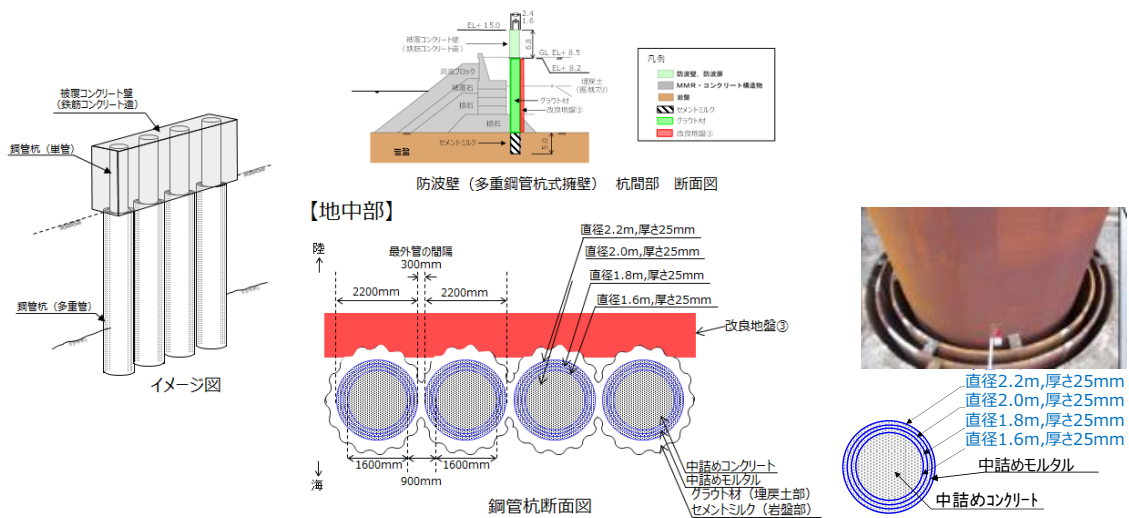 被覆コンクリート壁
(鉄筋コンクリート造)
鋼管杭(単管)
鋼管杭(多重管)
イメージ図
2.4
1.6
EL+ 15.0
被覆コンクリート壁
(鉄筋コンクリート造)
6.8
GL EL+ 8.5
EL+ 8.2
消波ブロック
被覆石
捨石
捨石
埋戻土
(掘削ズリ)
グラウト材
改良地盤③
セメントミルク
5.0
岩盤
凡例
防波壁,防波扉
MMR・コンクリート構造物
岩盤
セメントミルク
グラウト材
改良地盤③
防波壁(多重鋼管杭式擁壁) 杭間部 断面図
【地中部】
陸
海
最外管の間隔
300mm
2200mm
2200mm
直径2.2m,厚さ25mm
直径2.0m,厚さ25mm
直径1.8m,厚さ25mm
直径1.6m,厚さ25mm
改良地盤③
1600mm
1600mm
900mm
中詰めコンクリート
中詰めモルタル
グラウト材(埋戻土部)
セメントミルク(岩盤部)
鋼管杭断面図
直径2.2m,厚さ25mm
直径2.0m,厚さ25mm
直径1.8m,厚さ25mm
直径1.6m,厚さ25mm
中詰めモルタル
中詰めコンクリート